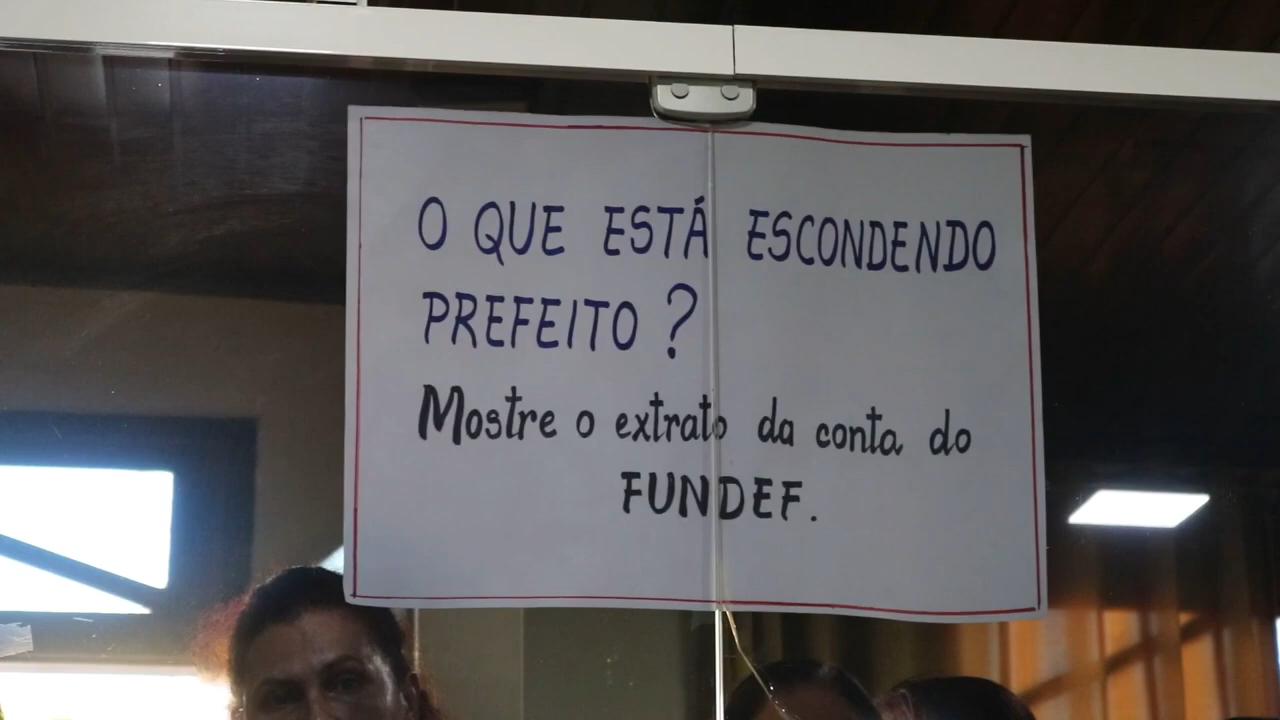 O QUE ESTÁ ESCONDENDO
PREFEITO ?
Mostre o extrato da conta do
FUNDEF.